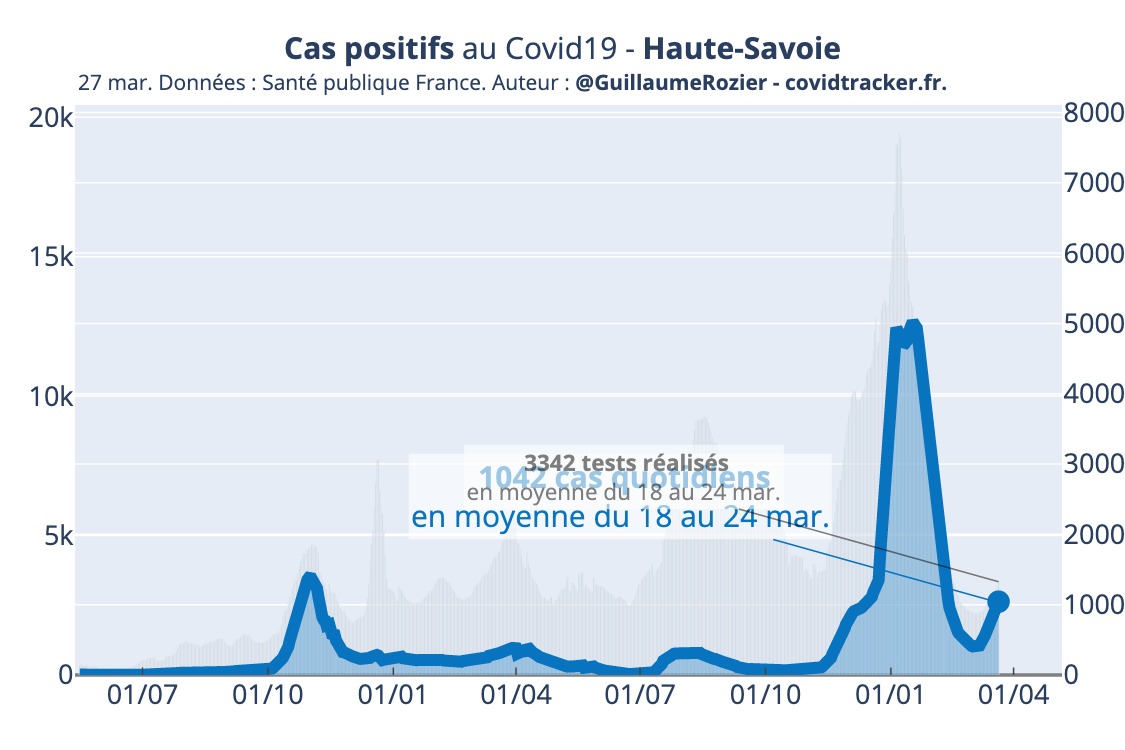 Cas positifs au Covid19 - Haute-Savoie
27 mar. Données : Santé publique France. Auteur : @GuillaumeRozier - covidtracker.fr.
20k
15k
10k
5k
0
8000
7000
6000
5000
4000
3000
2000
1000
0
3342 tests réalisés
en moyenne du 18 au 24 mar.
1042 cas quotidiens
en moyenne du 18 au 24 mar.
01/07 01/10 01/01 01/04 01/07 01/10 01/01 01/04